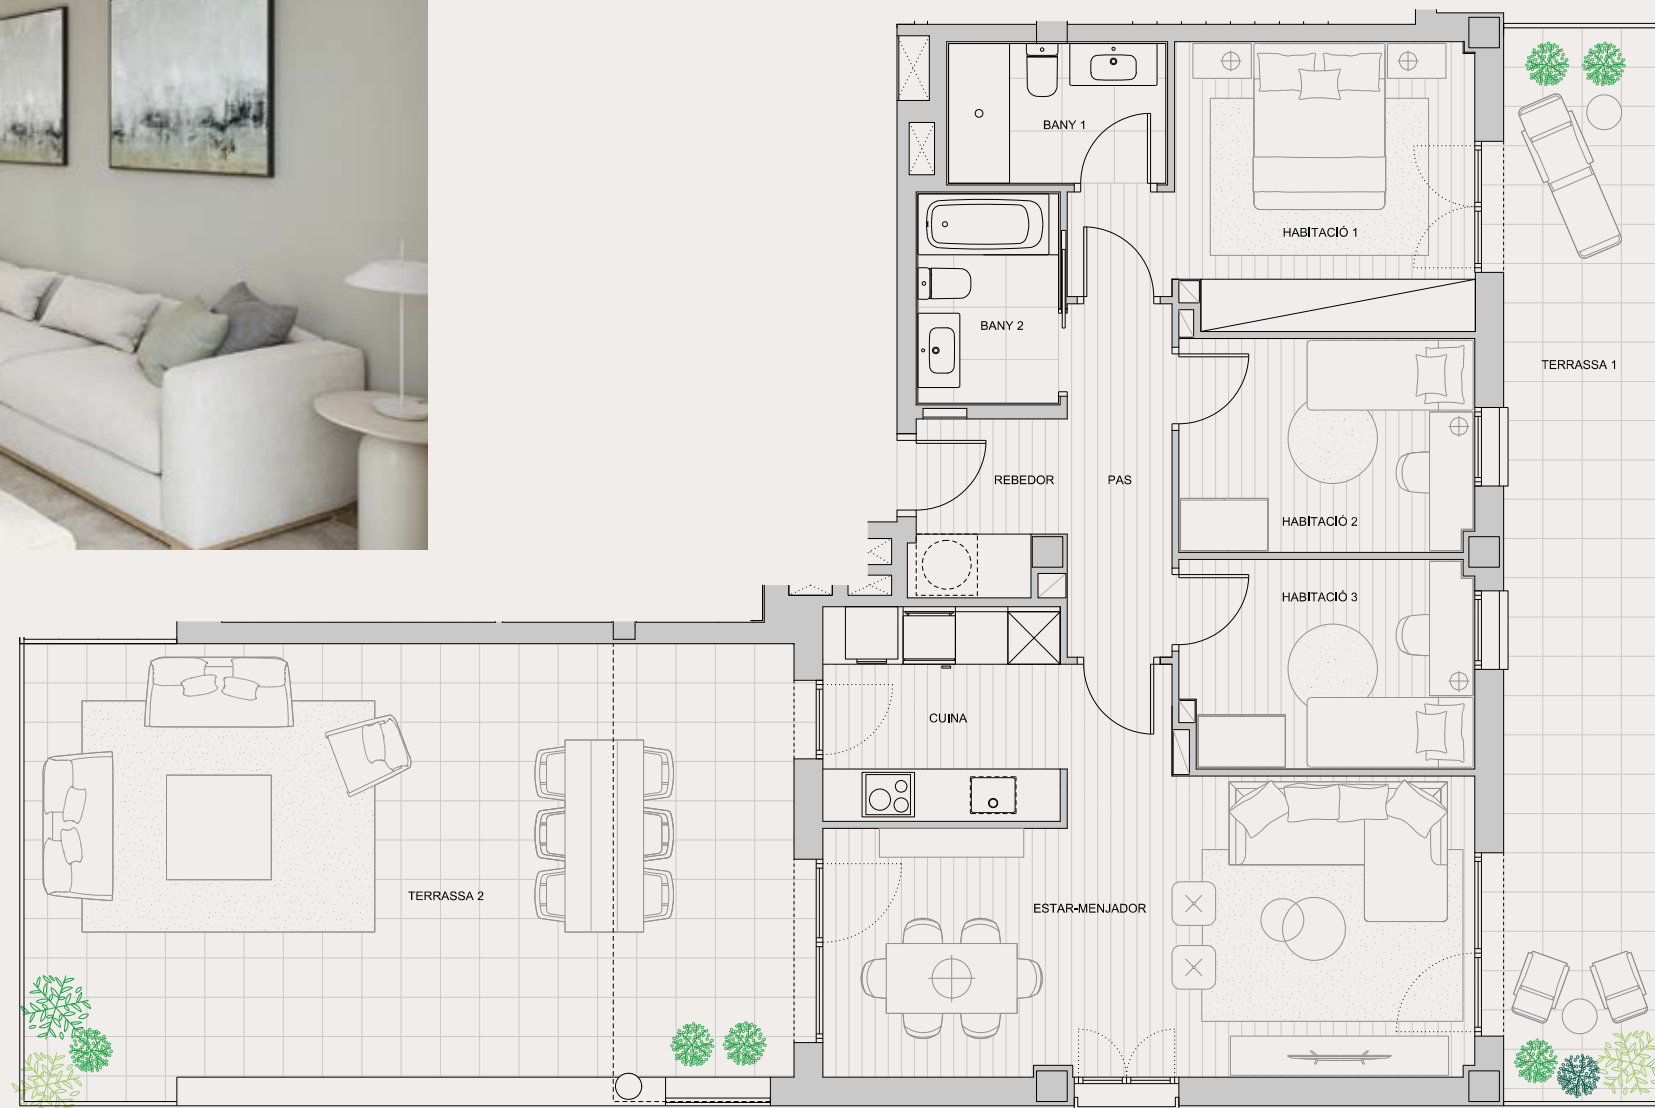 BANY 1
HABITACIÓ 1
BANY 2
TERRASSA 1
REBEDOR
PAS
HABITACIÓ 2
HABITACIÓ 3
CUINA
TERRASSA 2
ESTAR-MENJADOR